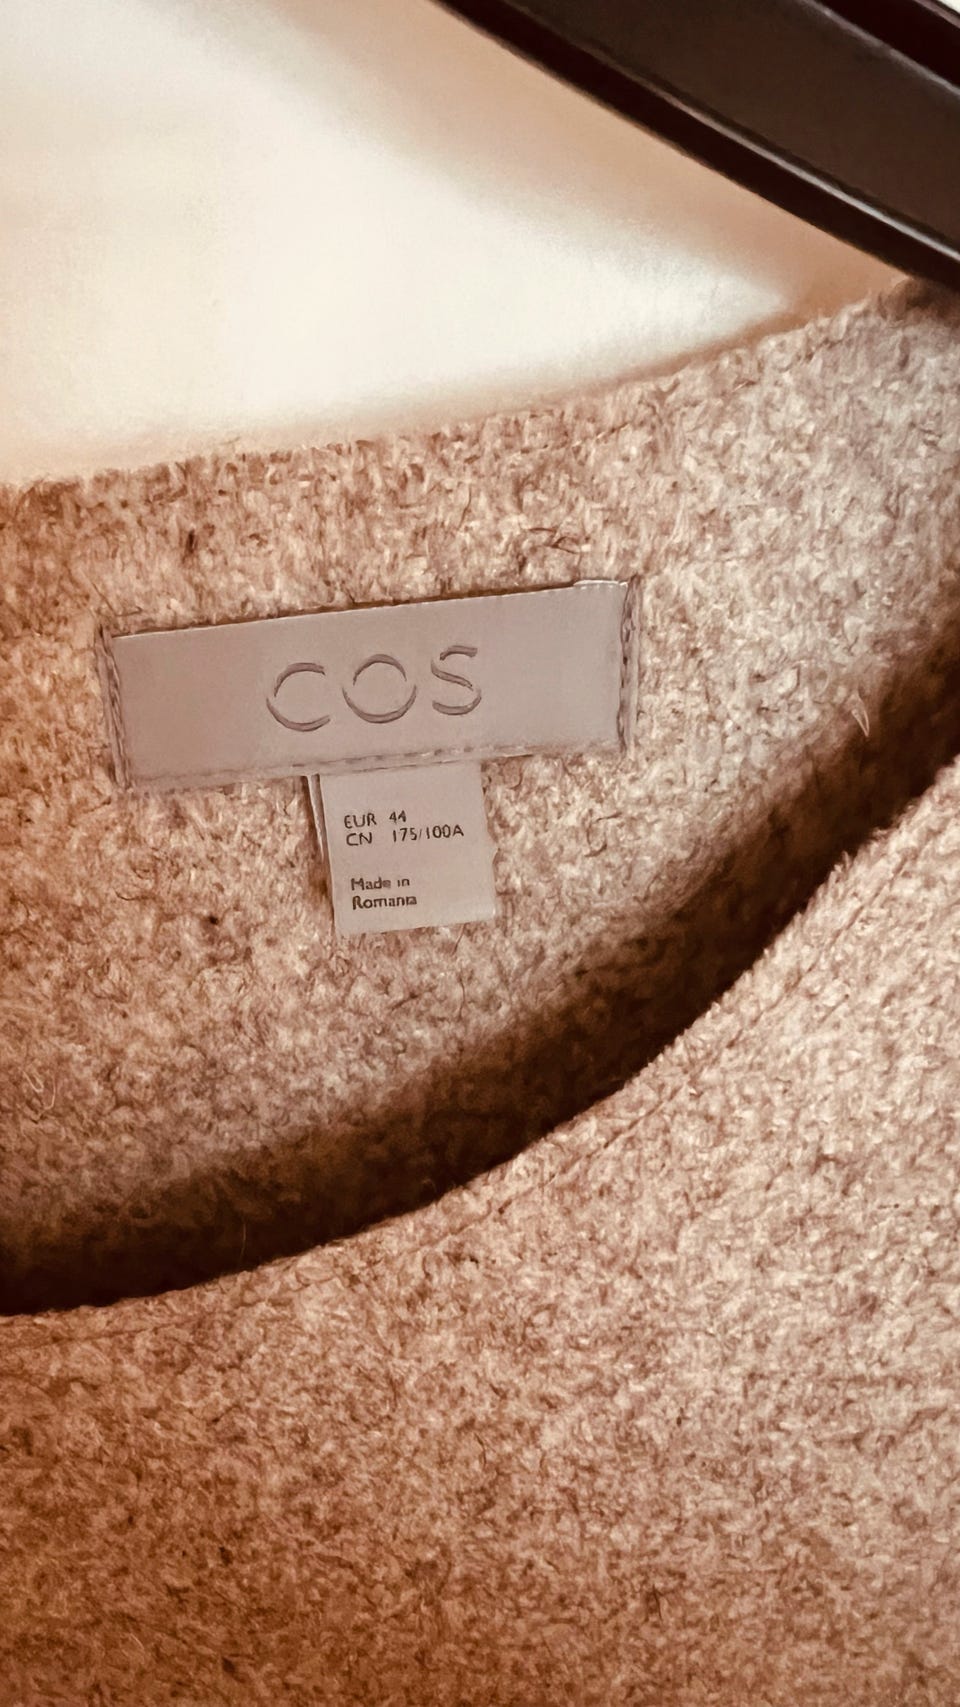 COS
EUR 44
CN 175/100A
Made in
Romania